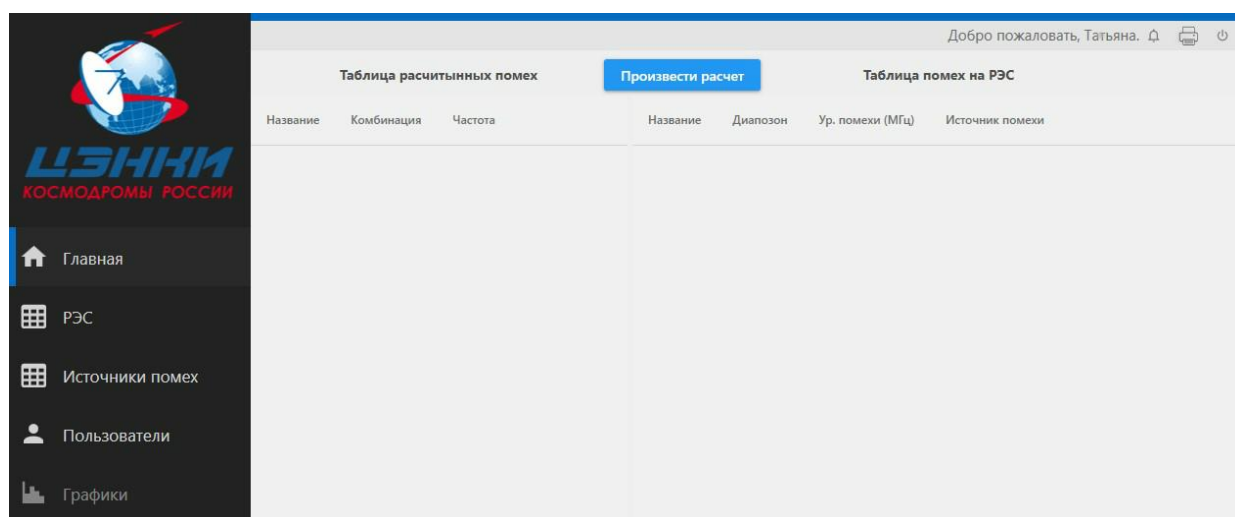 Добро пожаловать, Татьяна.
Таблица расчитынных помех
Произвести расчет
Таблица помех на РЭС
Название Комбинация Частота
Название Диапозон Ур. помехи (МГц) Источник помехи
ЦЭНКИ
КОСМОДРОМЫ РОССИИ
Главная
РЭС
Источники помех
Пользователи
Графики